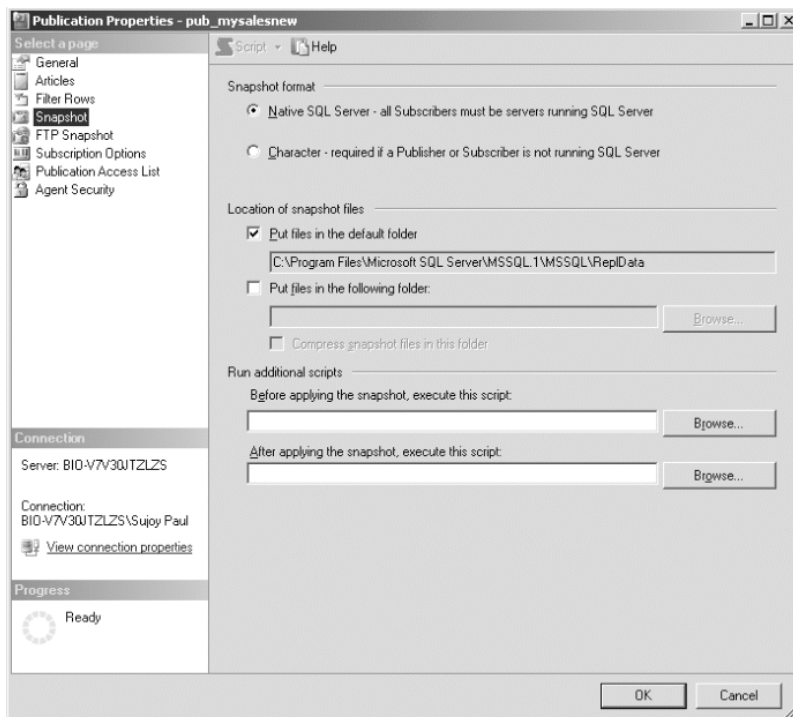 Publication Properties - pub_mysalesnew
Select a page
General
Articles
Filter Rows
Snapshot
FTP Snapshot
Subscription Options
Publication Access List
Agent Security
Connection
Server: BIO-V7V30JTZLZS
Connection:
BIO-V7V30JTZLZS\Sujoy Paul
View connection properties
Progress
Ready
Script
Help
Snapshot format
Native SQL Server - all Subscribers must be servers running SQL Server
Character - required if a Publisher or Subscriber is not running SQL Server
Location of snapshot files
Put files in the default folder
C:\Program Files\Microsoft SQL Server\MSSQL.1\MSSQL\ReplData
Put files in the following folder:
Browse...
Compress snapshot files in this folder
Run additional scripts
Before applying the snapshot, execute this script:
Browse...
After applying the snapshot, execute this script:
Browse...
OK
Cancel